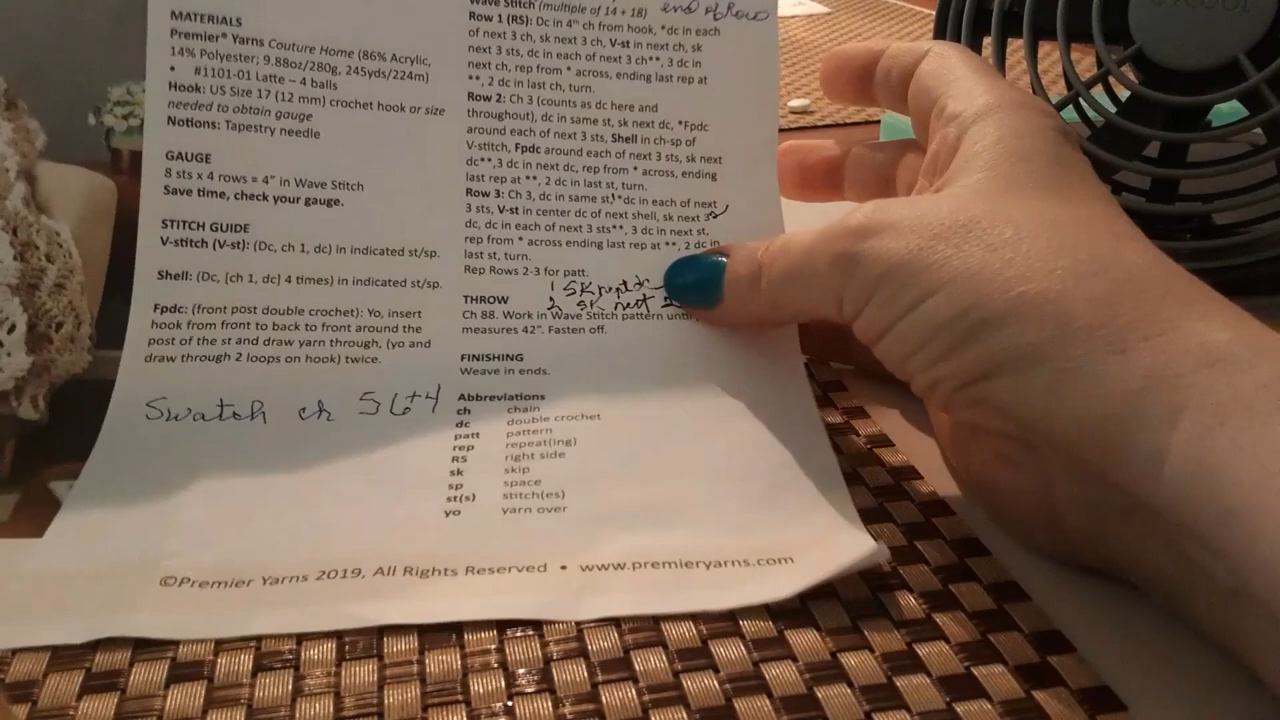 MATERIALS
Premier® Yarns Couture Home (86% Acrylic,
14% Polyester; 9.88oz/280g, 245yds/224m)
• #1101-01 Latte – 4 balls
Hook: US Size 17 (12 mm) crochet hook or size
needed to obtain gauge
Notions: Tapestry needle
GAUGE
8 sts x 4 rows = 4" in Wave Stitch
Save time, check your gauge.
STITCH GUIDE
V-stitch (V-st): (Dc, ch 1, dc) in indicated st/sp.
Shell: (Dc, [ch 1, dc] 4 times) in indicated st/sp.
Fpdc: (front post double crochet): Yo, insert
hook from front to back to front around the
post of the st and draw yarn through, (yo and
draw through 2 loops on hook) twice.
Swatch ch 56+4
Wave Stitch (multiple of 14 + 18) end of Row
Row 1 (RS): Dc in 4th ch from hook, *dc in each
of next 3 ch, sk next 3 ch, V-st in next ch, sk
next 3 sts, dc in each of next 3 ch**, 3 dc in
next ch, rep from * across, ending last rep at
**, 2 dc in last ch, turn.
Row 2: Ch 3 (counts as dc here and
throughout), dc in same st, sk next dc, *Fpdc
around each of next 3 sts, Shell in ch-sp of
V-stitch, Fpdc around each of next 3 sts, sk next
dc**,3 dc in next dc, rep from * across, ending
last rep at **, 2 dc in last st, turn.
Row 3: Ch 3, dc in same st, *dc in each of next
3 sts, V-st in center dc of next shell, sk next 3
dc, dc in each of next 3 sts**, 3 dc in next st,
rep from * across ending last rep at **, 2 dc in
last st, turn.
Rep Rows 2-3 for patt.
1 SK next dc
2 SK next 2
THROW
Ch 88. Work in Wave Stitch pattern until
measures 42". Fasten off.
FINISHING
Weave in ends.
Abbreviations
ch chain
dc double crochet
patt pattern
rep repeat(ing)
RS right side
sk skip
sp space
st(s) stitch(es)
yo yarn over
©Premier Yarns 2019, All Rights Reserved • www.premieryarns.com